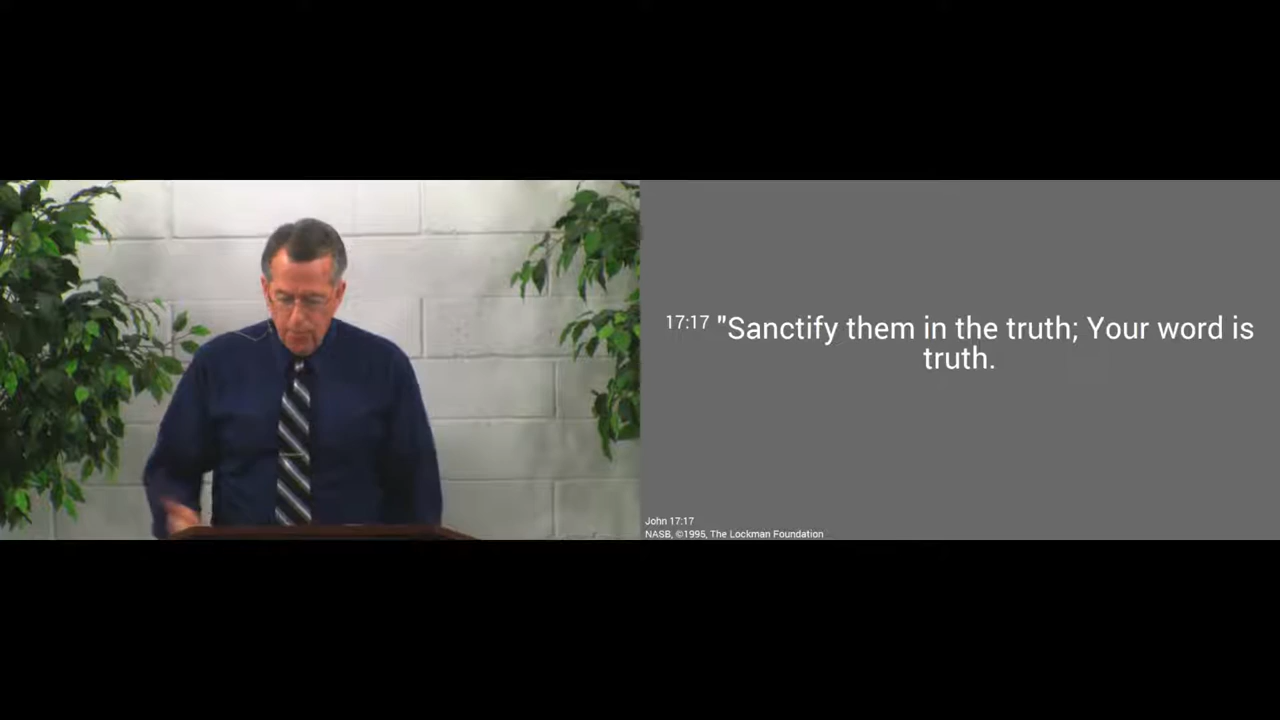 17:17 "Sanctify them in the truth; Your word is
truth.
John 17:17
NASB, ©1995, The Lockman Foundation